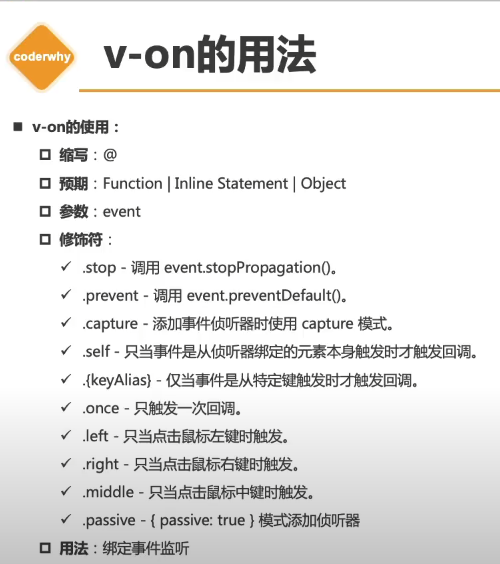 coderwhy
v-on的用法
v-on的使用：
缩写：@
预期：Function | Inline Statement | Object
参数：event
修饰符：
✓ .stop - 调用 event.stopPropagation()。
✓ .prevent - 调用 event.preventDefault()。
✓ .capture - 添加事件侦听器时使用 capture 模式。
✓ .self - 只当事件是从侦听器绑定的元素本身触发时才触发回调。
✓ .{keyAlias} - 仅当事件是从特定键触发时才触发回调。
✓ .once - 只触发一次回调。
✓ .left - 只当点击鼠标左键时触发。
✓ .right - 只当点击鼠标右键时触发。
✓ .middle - 只当点击鼠标中键时触发。
✓ .passive - { passive: true } 模式添加侦听器
用法：绑定事件监听